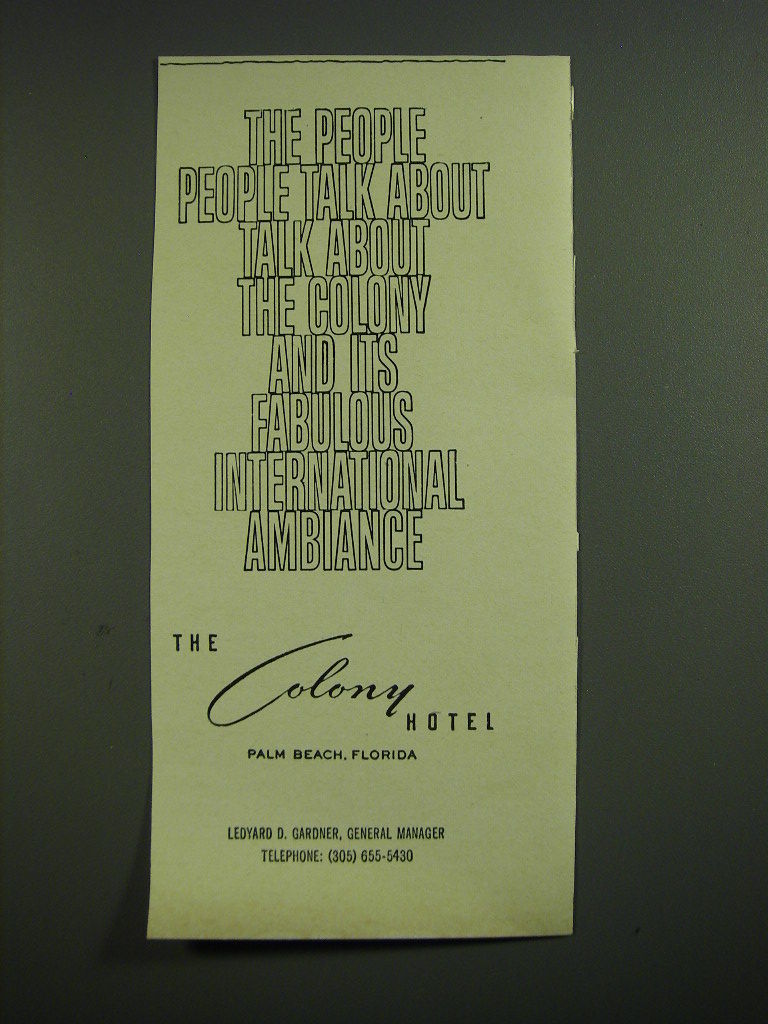 THE PEOPLE
PEOPLE TALK ABOUT
TALK ABOUT
THE COLONY
AND ITS
FABULOUS
INTERNATIONAL
AMBIANCE
THE
Colony
HOTEL
PALM BEACH, FLORIDA
LEDYARD D. GARDNER, GENERAL MANAGER
TELEPHONE: (305) 655-5430